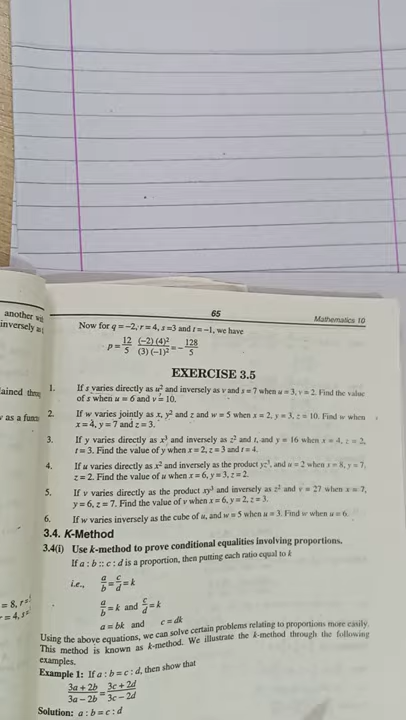 another
inversely as
65
Mathematics 10
Now for q = –2, r = 4, s = 3 and t = –1, we have
p = 12/5 (–2) (4)²/(3) (–1)² = – 128/5
EXERCISE 3.5
1. If s varies directly as u² and inversely as v and s = 7 when u = 3, v = 2. Find the value
of s when u = 6 and v = 10.
2. If w varies jointly as x, y² and z and w = 5 when x = 2, y = 3, z = 10. Find w when
x = 4, y = 7 and z = 3.
3. If y varies directly as x³ and inversely as z² and t, and y = 16 when x = 4, z = 2,
t = 3. Find the value of y when x = 2, z = 3 and t = 4.
4. If u varies directly as x² and inversely as the product yz³, and u = 2 when x = 8, y = 7,
z = 2. Find the value of u when x = 6, y = 3, z = 2.
5. If v varies directly as the product xy³ and inversely as z² and v = 27 when x = 7,
y = 6, z = 7. Find the value of v when x = 6, y = 2, z = 3.
6. If w varies inversely as the cube of u, and w = 5 when u = 3. Find w when u = 6.
3.4. K-Method
3.4(i) Use k-method to prove conditional equalities involving proportions.
If a : b :: c : d is a proportion, then putting each ratio equal to k
i.e., a/b = c/d = k
a/b = k and c/d = k
a = bk and c = dk
Using the above equations, we can solve certain problems relating to proportions more easily.
This method is known as k-method. We illustrate the k-method through the following
examples.
Example 1: If a : b = c : d, then show that
3a + 2b/3a – 2b = 3c + 2d/3c – 2d
Solution: a : b = c : d
as a
= 8,
= 4,